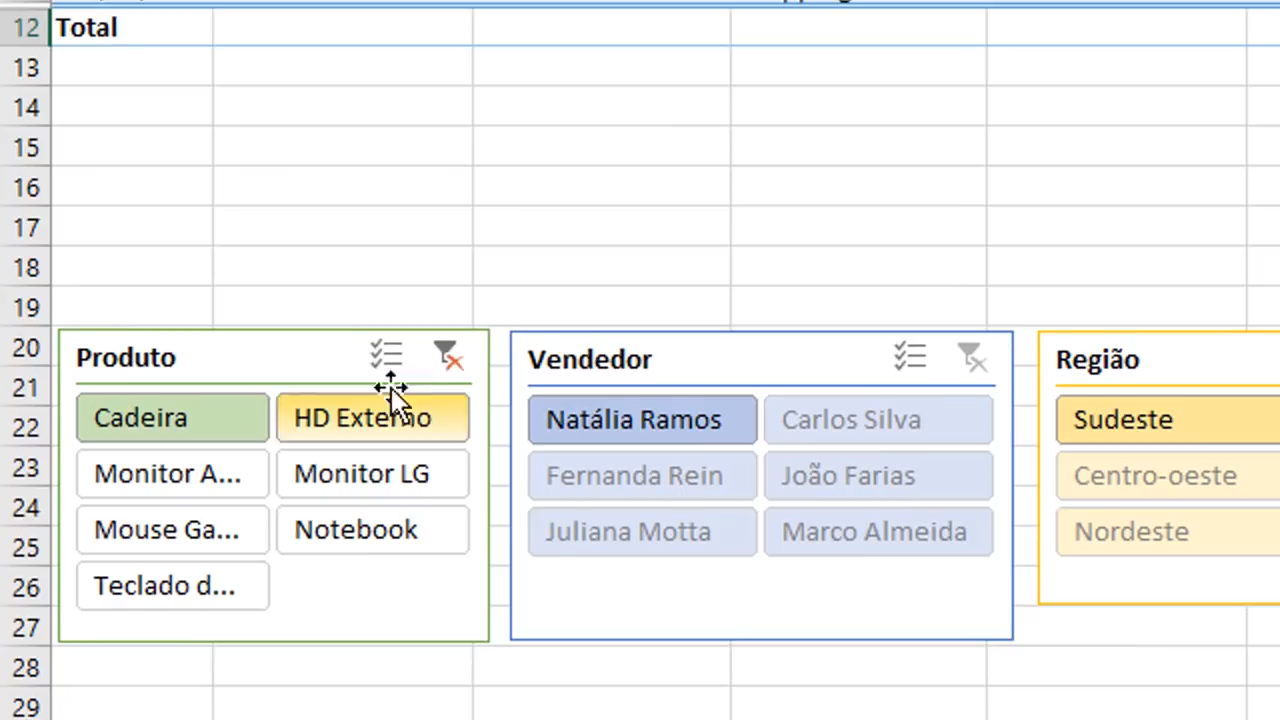 12 Total
13
14
15
16
17
18
19
20
21
22
23
24
25
26
27
28
29
Produto
Cadeira HD Externo
Monitor A... Monitor LG
Mouse Ga... Notebook
Teclado d...
Vendedor
Natália Ramos Carlos Silva
Fernanda Rein João Farias
Juliana Motta Marco Almeida
Região
Sudeste
Centro-oeste
Nordeste